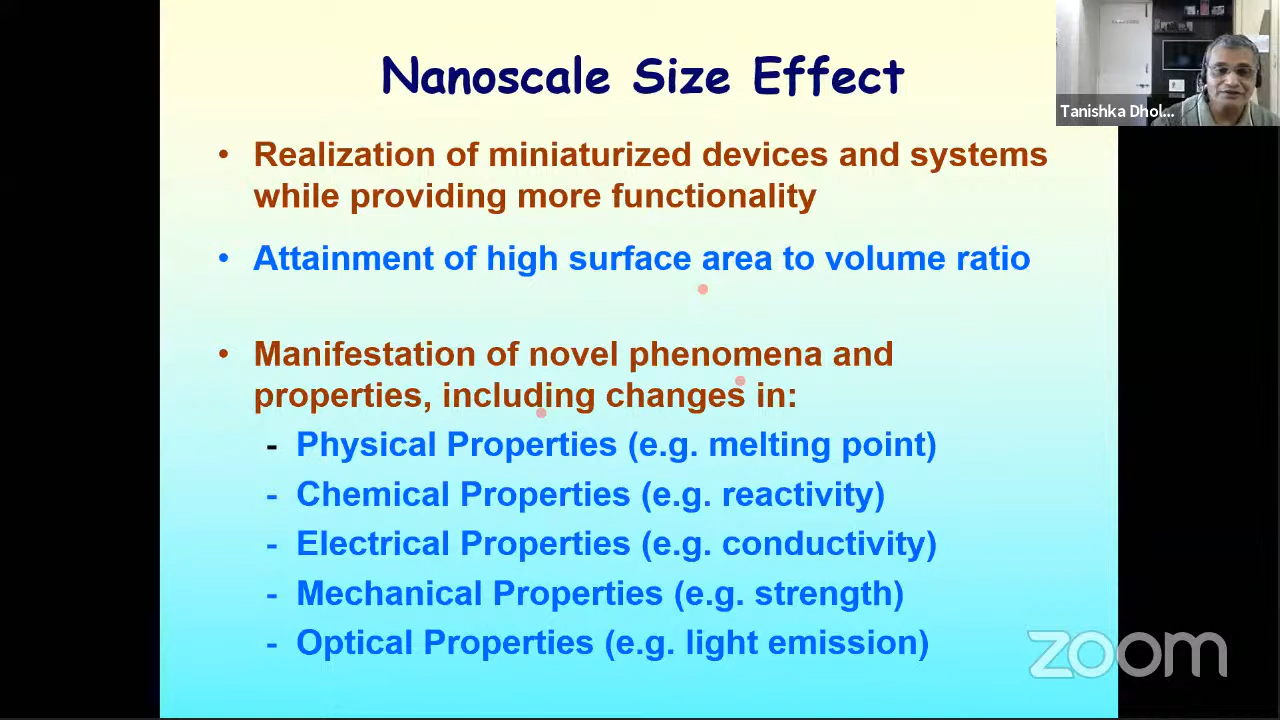 Nanoscale Size Effect
Tanishka Dhol...
• Realization of miniaturized devices and systems
while providing more functionality
• Attainment of high surface area to volume ratio
• Manifestation of novel phenomena and
properties, including changes in:
- Physical Properties (e.g. melting point)
- Chemical Properties (e.g. reactivity)
- Electrical Properties (e.g. conductivity)
- Mechanical Properties (e.g. strength)
- Optical Properties (e.g. light emission)
zoom